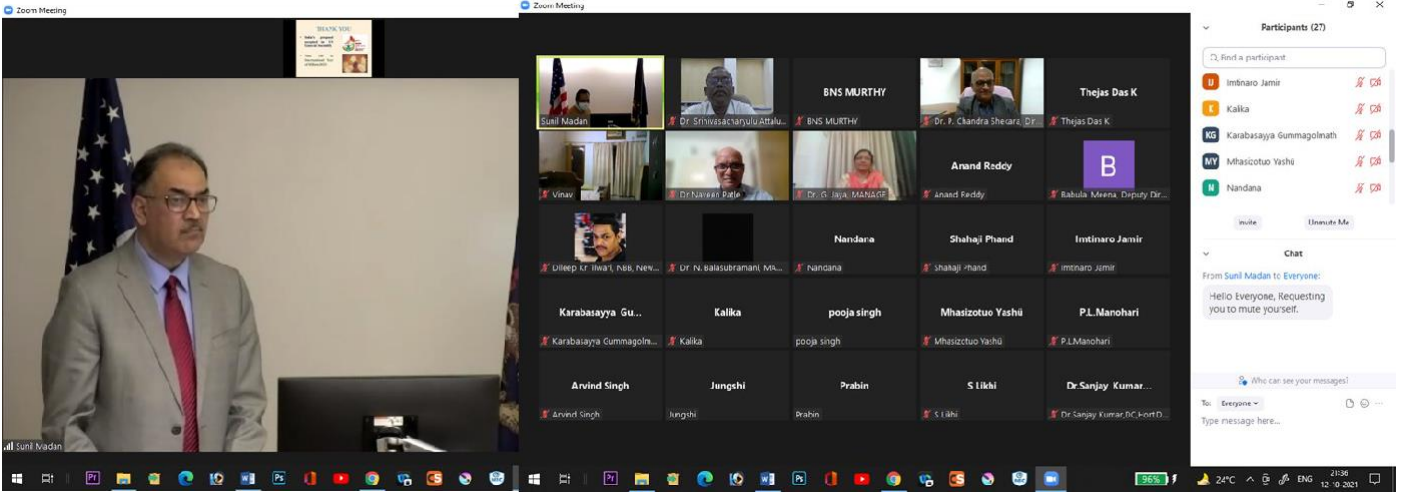 Zoom Meeting
THANK YOU
Sunil Madan
Zoom Meeting
Sunil Madan
Dr. Srinivasacharyulu Attalu...
BNS MURTHY
BNS MURTHY
Dr. P. Chandra Shecara, Dr...
Thejas Das K
Thejas Das K
Vinav
Dr Naveen Patle
Dr. G. Jaya, MANAGE
Anand Reddy
Anand Reddy
B
Babula Meena, Deputy Dir...
Dileep Kr Tiwari, NBB, New...
Dr. N. Balasubramani, MA...
Nandana
Nandana
Shahaji Phand
Shahaji Phand
Imtinaro Jamir
Imtinaro Jamir
Karabasayya Gu...
Karabasayya Gummagolm...
Kalika
Kalika
pooja singh
pooja singh
Mhasizotuo Yashü
Mhasizotuo Yashü
P.L.Manohari
P.L.Manohari
Arvind Singh
Arvind Singh
Jungshi
Jungshi
Prabin
Prabin
S Likhi
S Likhi
Dr.Sanjay Kumar...
Dr.Sanjay Kumar,DC,Hort D...
Participants (27)
Find a participant
IJ Imtinaro Jamir
K Kalika
KG Karabasayya Gummagolmath
MY Mhasizotuo Yashü
N Nandana
Invite
Unmute Me
Chat
From Sunil Madan to Everyone:
Hello Everyone, Requesting
you to mute yourself.
Who can see your messages?
To: Everyone
Type message here...
96%
24°C
ENG
21:36
12-10-2021